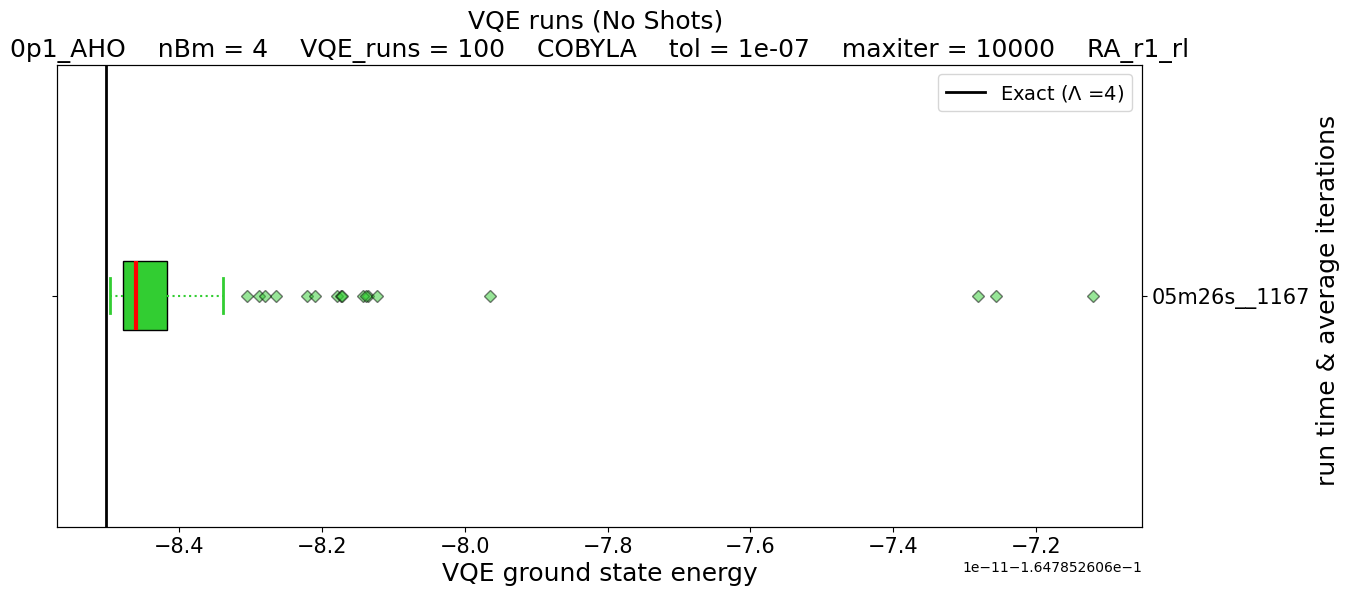 VQE runs (No Shots)
0p1_AHO nBm = 4 VQE_runs = 100 COBYLA tol = 1e-07 maxiter = 10000 RA_r1_rl
Exact (Λ =4)
05m26s__1167
run time & average iterations
−8.4 −8.2 −8.0 −7.8 −7.6 −7.4 −7.2
1e−11−1.647852606e−1
VQE ground state energy